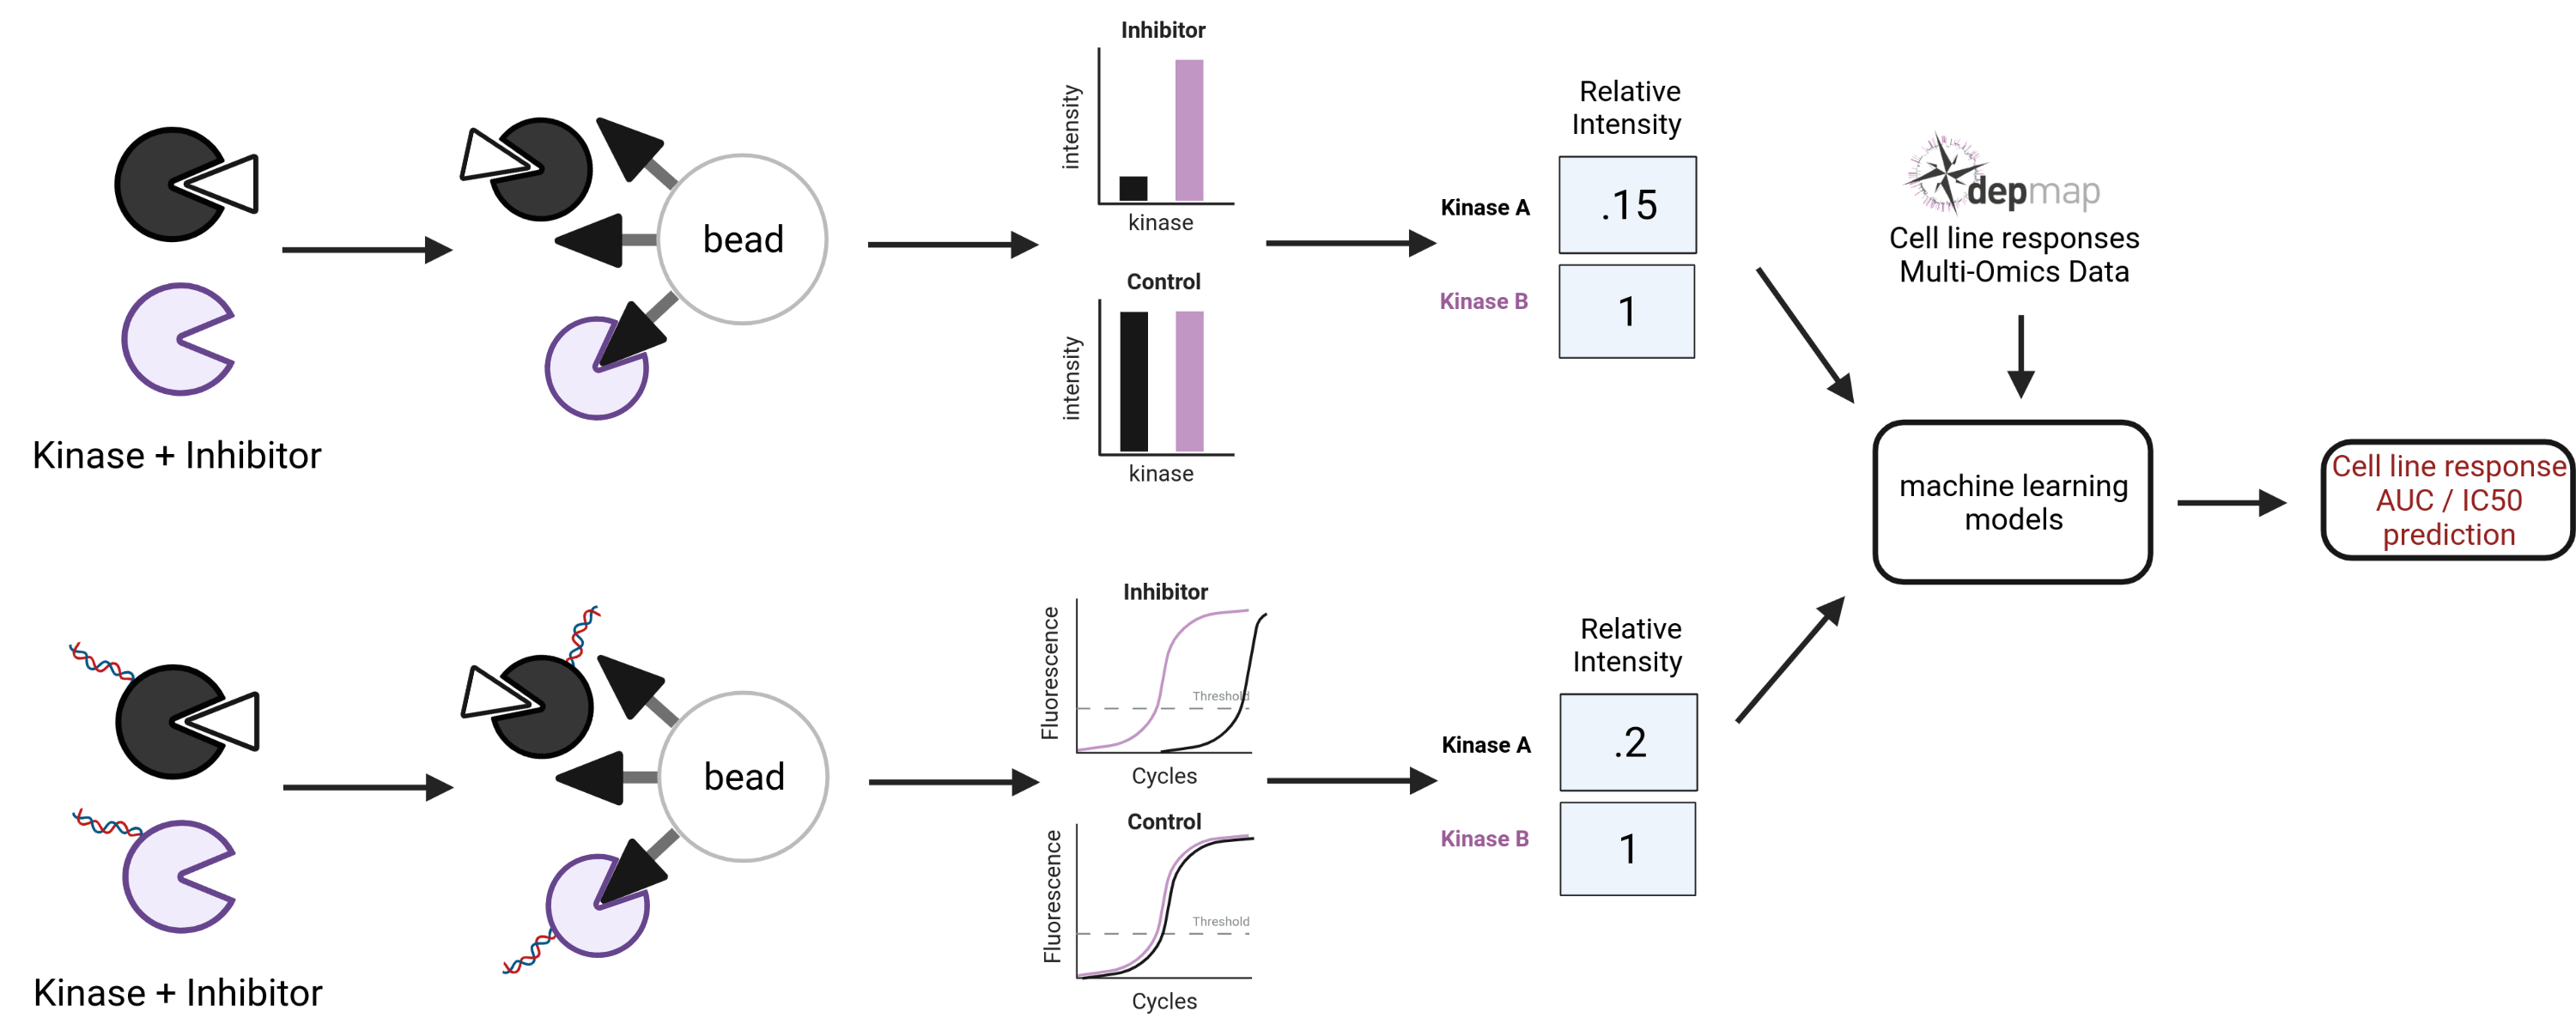 Kinase + Inhibitor
bead
Inhibitor
intensity
kinase
Control
intensity
kinase
Relative
Intensity
Kinase A
.15
Kinase B
1
depmap
Cell line responses
Multi-Omics Data
machine learning
models
Cell line response
AUC / IC50
prediction
Kinase + Inhibitor
bead
Inhibitor
Fluorescence
Threshold
Cycles
Control
Fluorescence
Threshold
Cycles
Relative
Intensity
Kinase A
.2
Kinase B
1